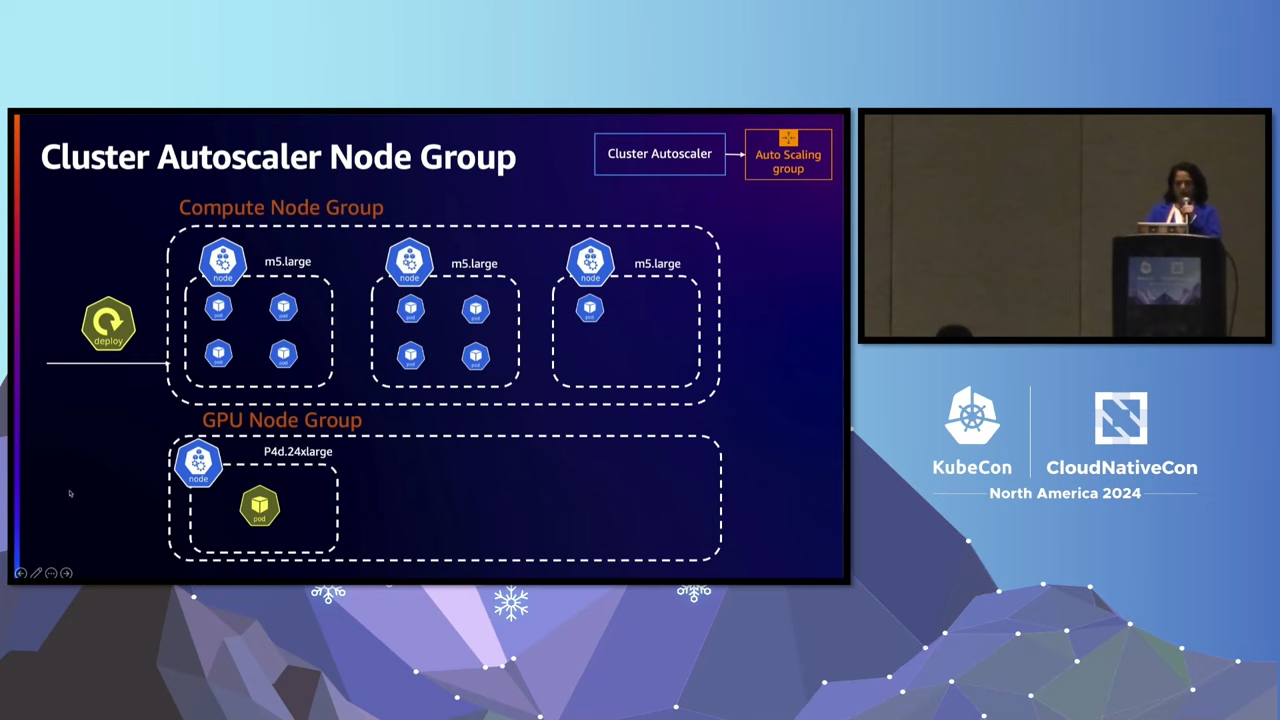 Cluster Autoscaler Node Group
Cluster Autoscaler
Auto Scaling
group
Compute Node Group
node
m5.large
node
m5.large
node
m5.large
pod
pod
pod
pod
pod
pod
pod
pod
pod
deploy
GPU Node Group
node
P4d.24xlarge
pod
KubeCon
CloudNativeCon
North America 2024